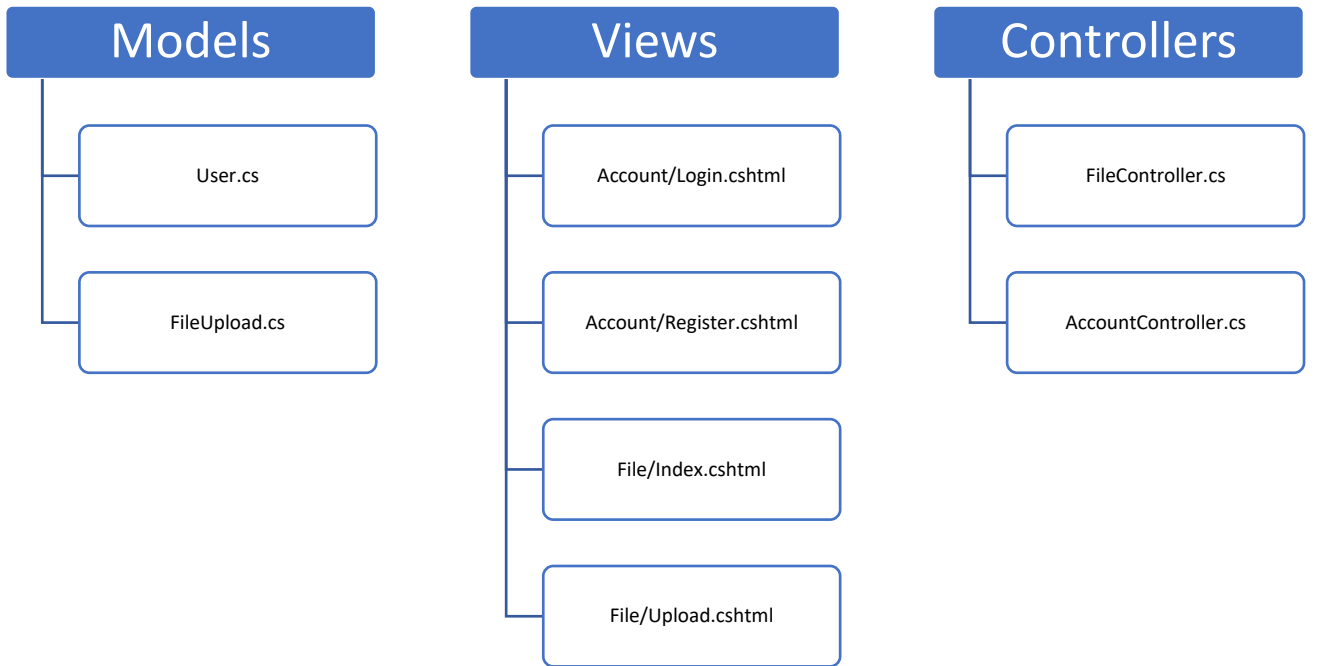 Models
User.cs
FileUpload.cs
Views
Account/Login.cshtml
Account/Register.cshtml
File/Index.cshtml
File/Upload.cshtml
Controllers
FileController.cs
AccountController.cs